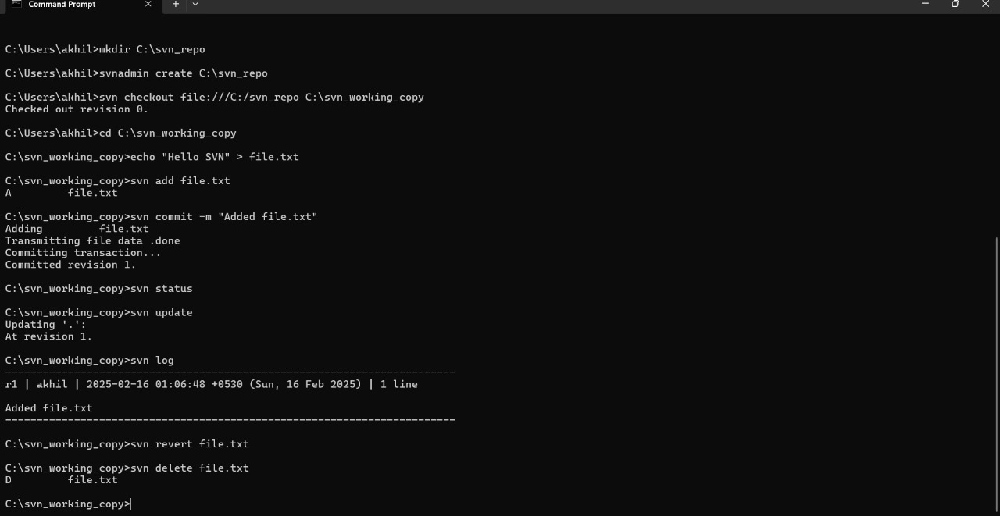 Command Prompt
C:\Users\akhil>mkdir C:\svn_repo
C:\Users\akhil>svnadmin create C:\svn_repo
C:\Users\akhil>svn checkout file:///C:/svn_repo C:\svn_working_copy
Checked out revision 0.
C:\Users\akhil>cd C:\svn_working_copy
C:\svn_working_copy>echo "Hello SVN" > file.txt
C:\svn_working_copy>svn add file.txt
A         file.txt
C:\svn_working_copy>svn commit -m "Added file.txt"
Adding         file.txt
Transmitting file data .done
Committing transaction...
Committed revision 1.
C:\svn_working_copy>svn status
C:\svn_working_copy>svn update
Updating '.':
At revision 1.
C:\svn_working_copy>svn log
------------------------------------------------------------------------
r1 | akhil | 2025-02-16 01:06:48 +0530 (Sun, 16 Feb 2025) | 1 line
Added file.txt
------------------------------------------------------------------------
C:\svn_working_copy>svn revert file.txt
C:\svn_working_copy>svn delete file.txt
D         file.txt
C:\svn_working_copy>